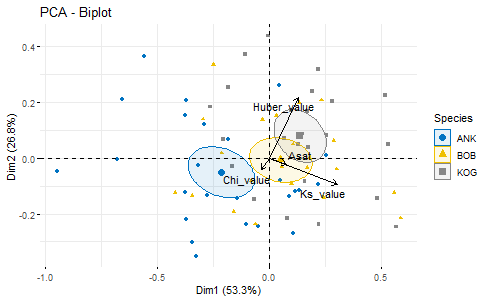 PCA - Biplot
Dim2 (26.8%)
0.4
0.2
0.0
-0.2
Huber_value
Asat
Chi_value
Ks_value
-1.0
-0.5
0.0
0.5
Dim1 (53.3%)
Species
ANK
BOB
KOG